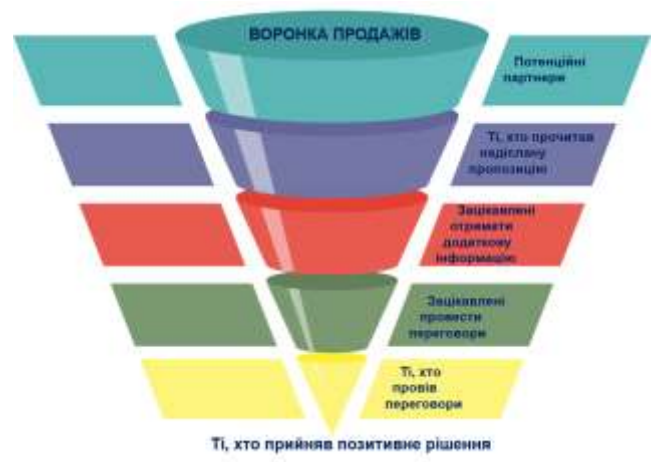 ВОРОНКА ПРОДАЖІВ
Потенційні
партнери
Ті, хто прочитав
надіслану
пропозицію
Зацікавлені
отримати
додаткову
інформацію
Зацікавлені
провести
переговори
Ті, хто
провів
переговори
Ті, хто прийняв позитивне рішення